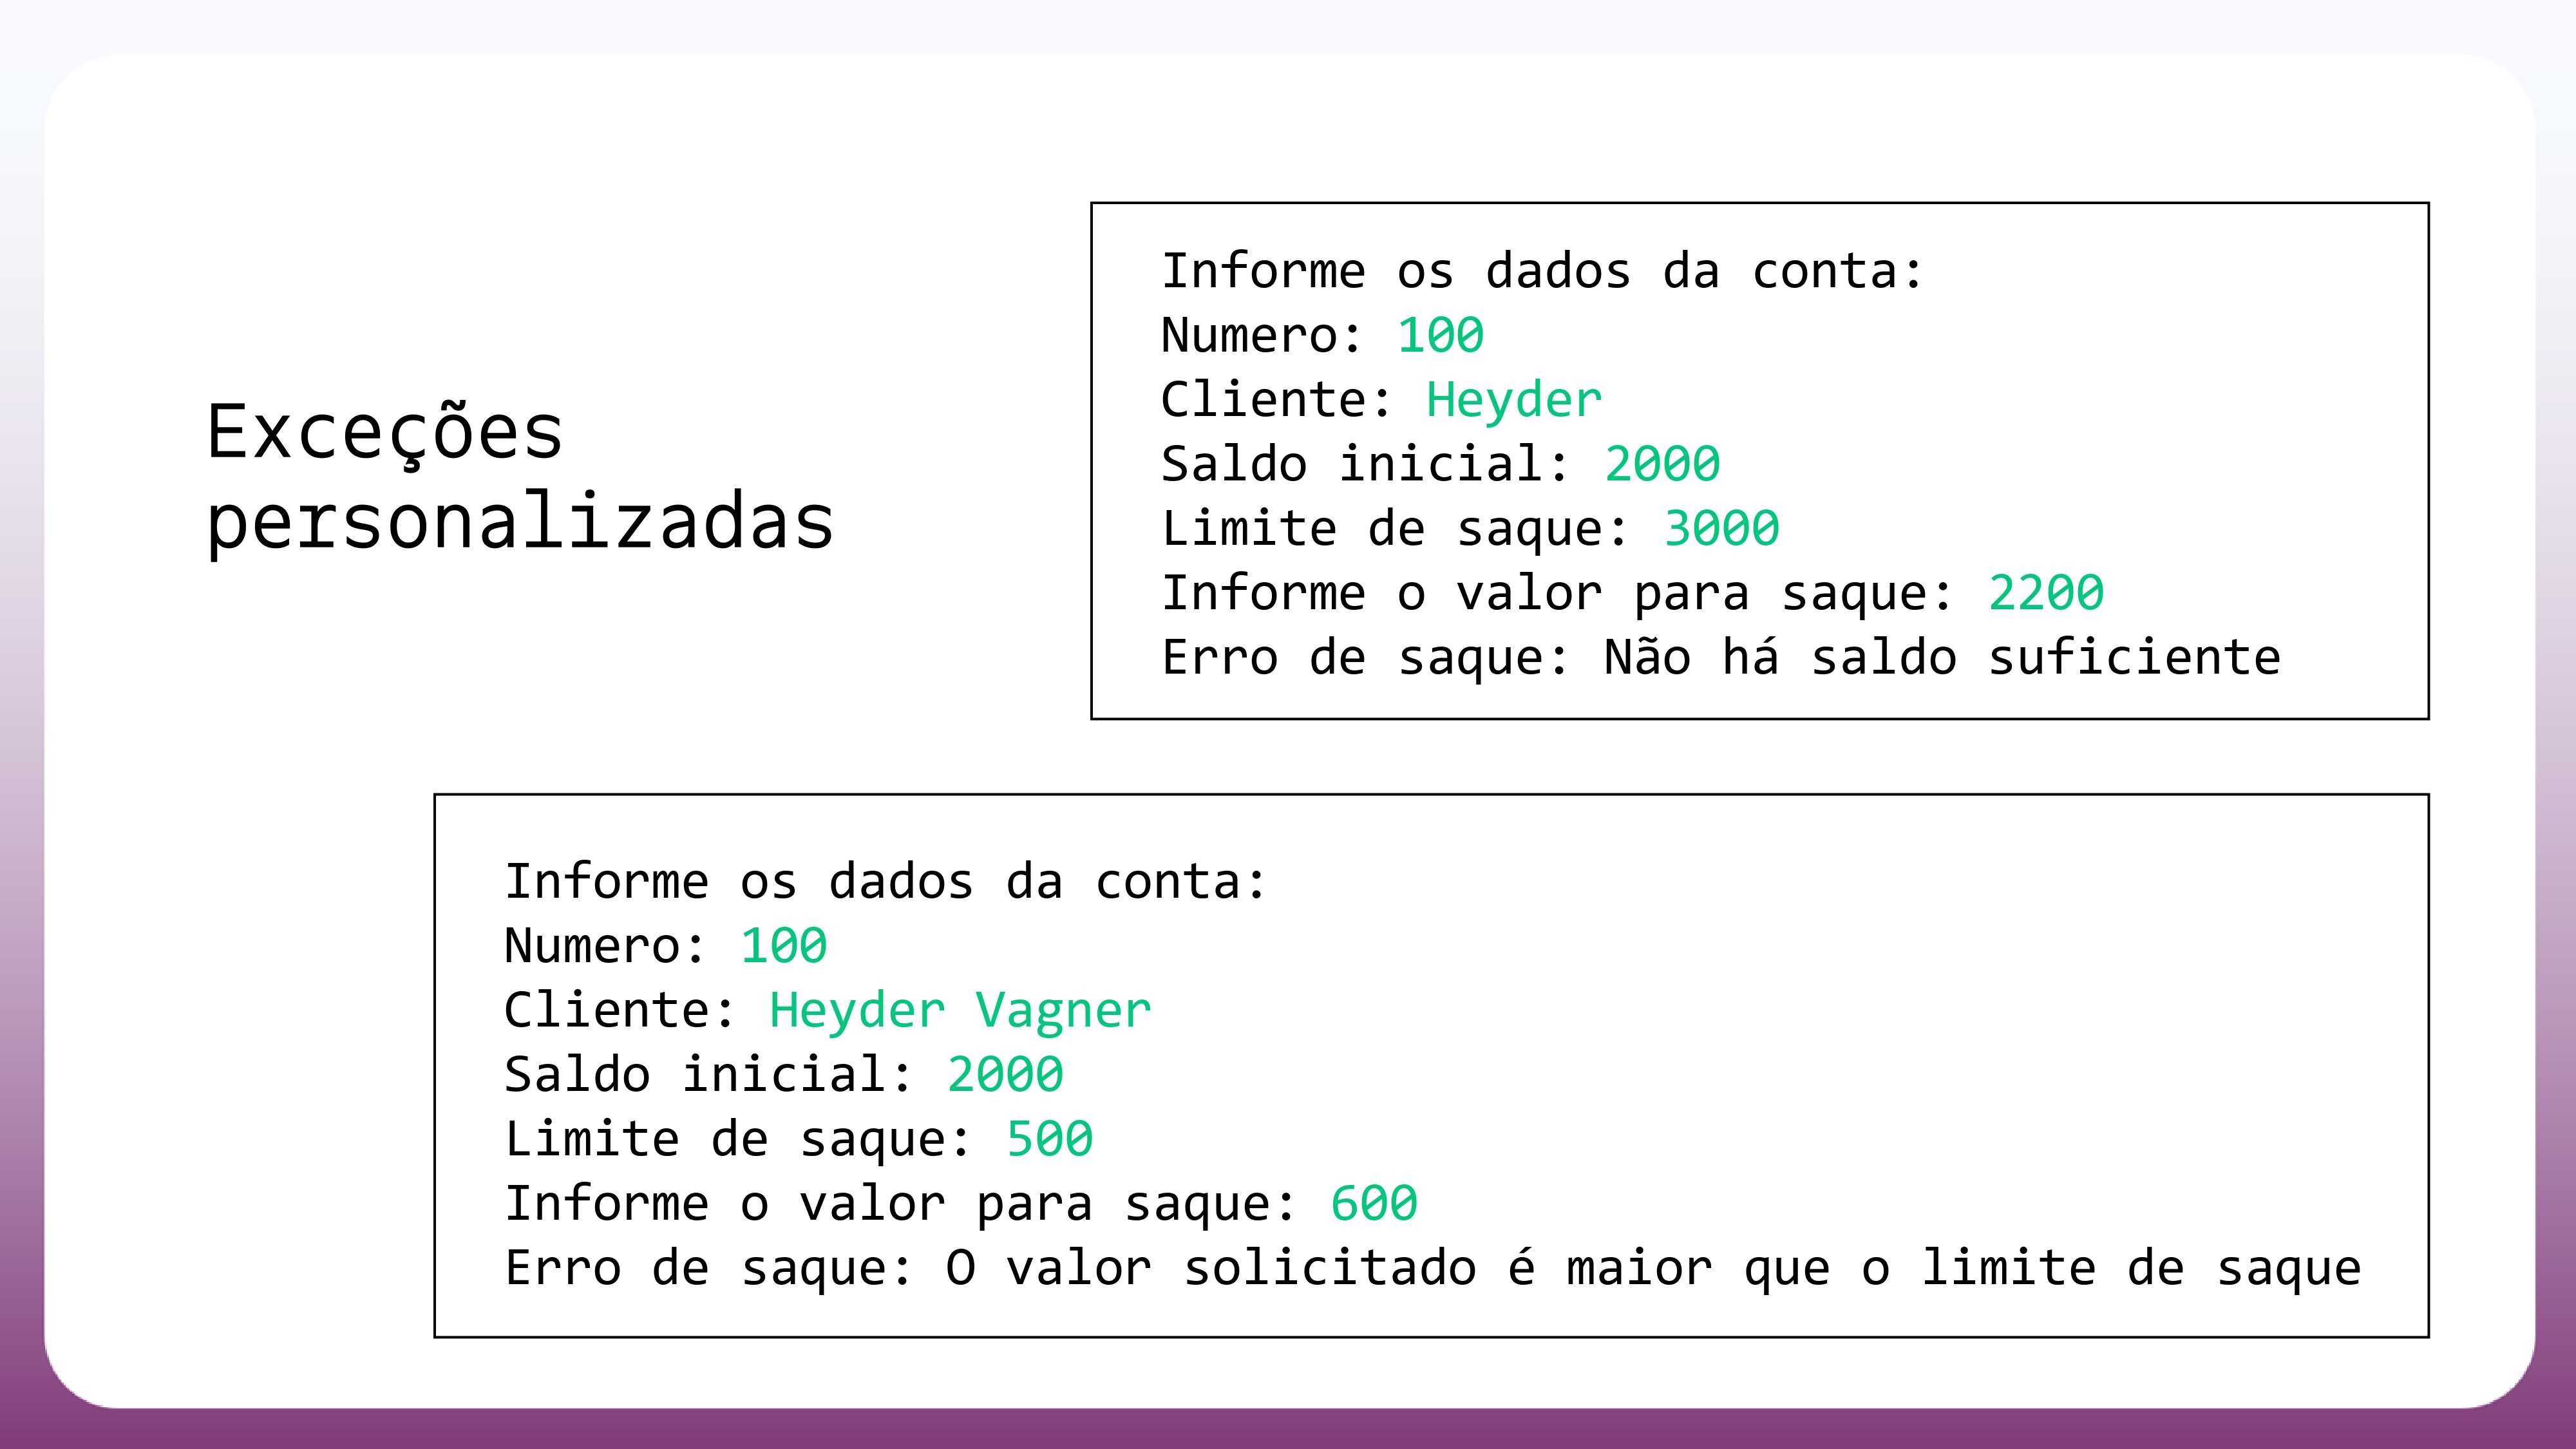 Exceções
personalizadas
Informe os dados da conta:
Numero: 100
Cliente: Heyder
Saldo inicial: 2000
Limite de saque: 3000
Informe o valor para saque: 2200
Erro de saque: Não há saldo suficiente
Informe os dados da conta:
Numero: 100
Cliente: Heyder Vagner
Saldo inicial: 2000
Limite de saque: 500
Informe o valor para saque: 600
Erro de saque: O valor solicitado é maior que o limite de saque